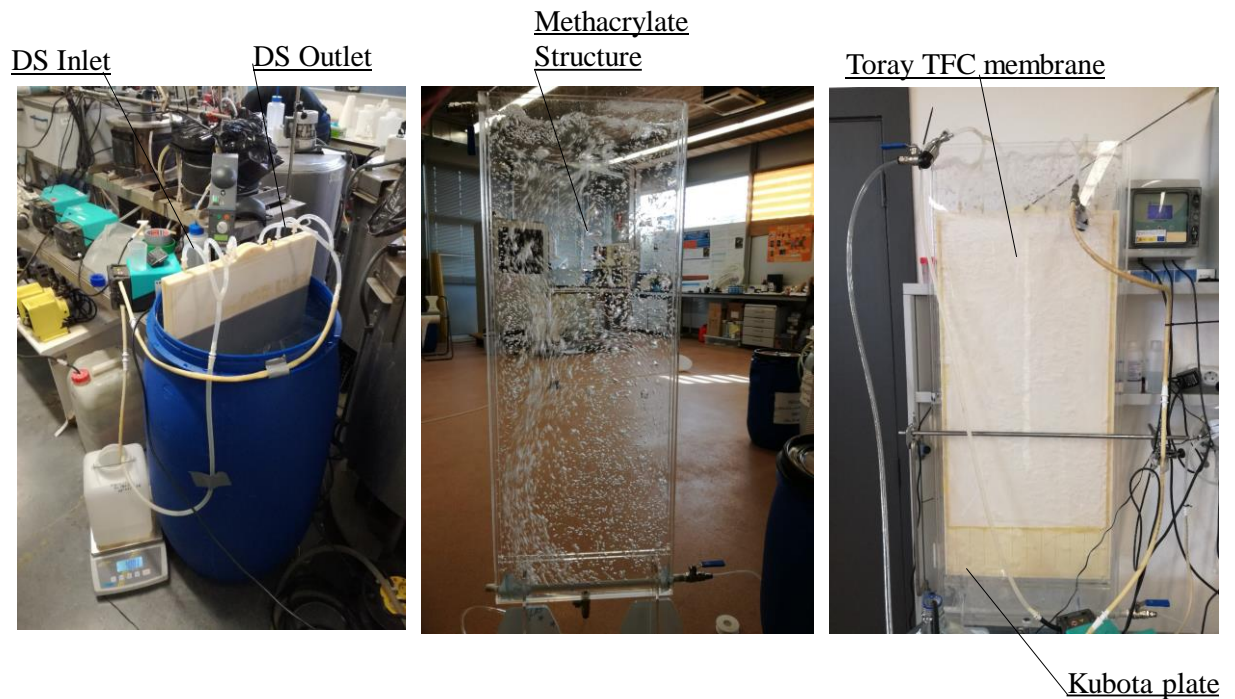 DS Inlet
DS Outlet
Methacrylate
Structure
Toray TFC membrane
Kubota plate